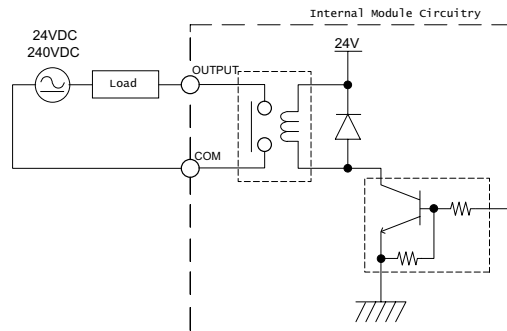 Internal Module Circuitry
24VDC
240VDC
Load
OUTPUT
COM
24V